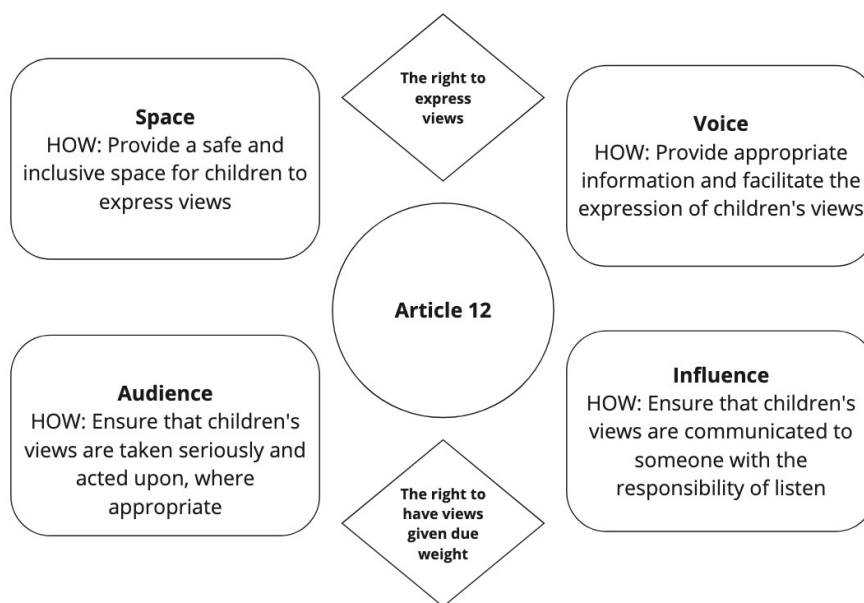 The right to
express
views
Space
HOW: Provide a safe and
inclusive space for children to
express views
Voice
HOW: Provide appropriate
information and facilitate the
expression of children's views
Article 12
Audience
HOW: Ensure that children's
views are taken seriously and
acted upon, where
appropriate
Influence
HOW: Ensure that children's
views are communicated to
someone with the
responsibility of listen
The right to
have views
given due
weight